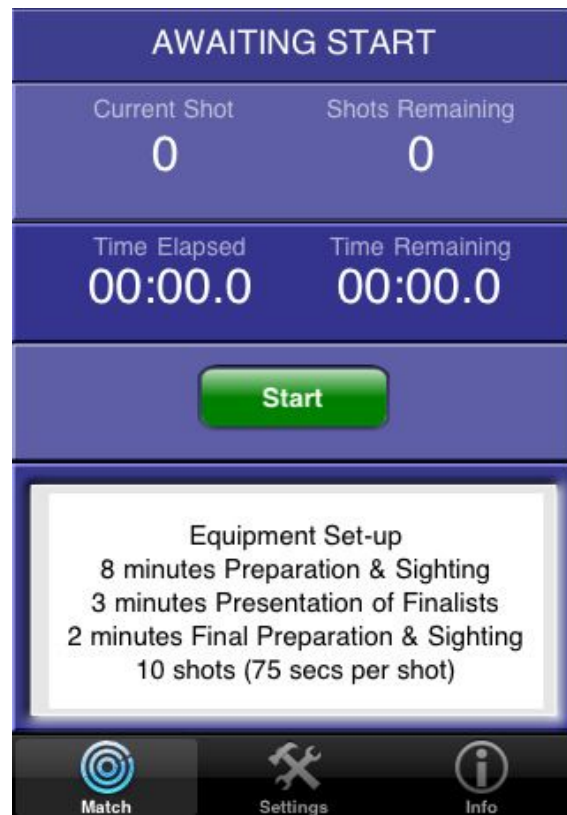 AWAITING START
Current Shot Shots Remaining
0 0
Time Elapsed Time Remaining
00:00.0 00:00.0
Start
Equipment Set-up
8 minutes Preparation & Sighting
3 minutes Presentation of Finalists
2 minutes Final Preparation & Sighting
10 shots (75 secs per shot)
Match Settings Info